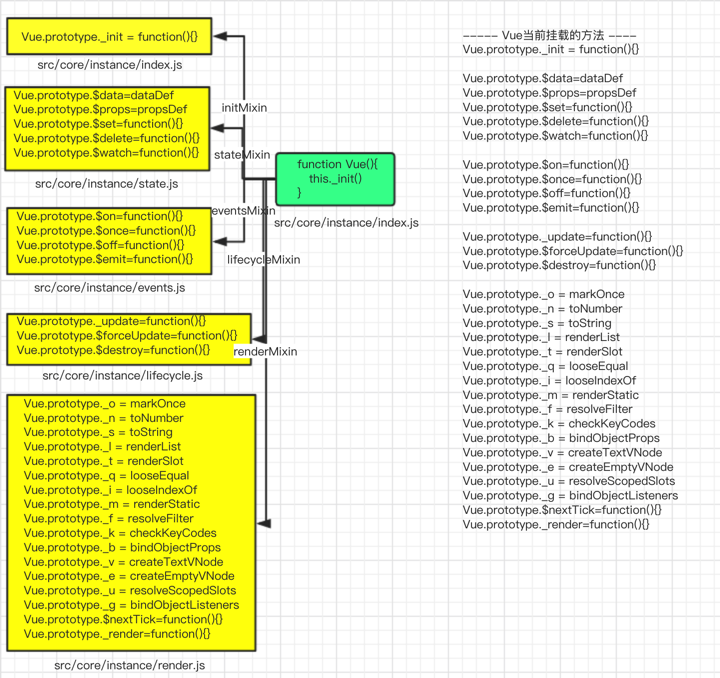 Vue.prototype._init = function(){}
src/core/instance/index.js
Vue.prototype.$data=dataDef
Vue.prototype.$props=propsDef
Vue.prototype.$set=function(){}
Vue.prototype.$delete=function(){}
Vue.prototype.$watch=function(){}
src/core/instance/state.js
Vue.prototype.$on=function(){}
Vue.prototype.$once=function(){}
Vue.prototype.$off=function(){}
Vue.prototype.$emit=function(){}
src/core/instance/events.js
Vue.prototype._update=function(){}
Vue.prototype.$forceUpdate=function(){}
Vue.prototype.$destroy=function(){}
src/core/instance/lifecycle.js
Vue.prototype._o = markOnce
Vue.prototype._n = toNumber
Vue.prototype._s = toString
Vue.prototype._l = renderList
Vue.prototype._t = renderSlot
Vue.prototype._q = looseEqual
Vue.prototype._i = looseIndexOf
Vue.prototype._m = renderStatic
Vue.prototype._f = resolveFilter
Vue.prototype._k = checkKeyCodes
Vue.prototype._b = bindObjectProps
Vue.prototype._v = createTextVNode
Vue.prototype._e = createEmptyVNode
Vue.prototype._u = resolveScopedSlots
Vue.prototype._g = bindObjectListeners
Vue.prototype.$nextTick=function(){}
Vue.prototype._render=function(){}
src/core/instance/render.js
initMixin
stateMixin
eventsMixin
lifecycleMixin
renderMixin
function Vue(){
this._init()
}
src/core/instance/index.js
----- Vue当前挂载的方法 ----
Vue.prototype._init = function(){}
Vue.prototype.$data=dataDef
Vue.prototype.$props=propsDef
Vue.prototype.$set=function(){}
Vue.prototype.$delete=function(){}
Vue.prototype.$watch=function(){}
Vue.prototype.$on=function(){}
Vue.prototype.$once=function(){}
Vue.prototype.$off=function(){}
Vue.prototype.$emit=function(){}
Vue.prototype._update=function(){}
Vue.prototype.$forceUpdate=function(){}
Vue.prototype.$destroy=function(){}
Vue.prototype._o = markOnce
Vue.prototype._n = toNumber
Vue.prototype._s = toString
Vue.prototype._l = renderList
Vue.prototype._t = renderSlot
Vue.prototype._q = looseEqual
Vue.prototype._i = looseIndexOf
Vue.prototype._m = renderStatic
Vue.prototype._f = resolveFilter
Vue.prototype._k = checkKeyCodes
Vue.prototype._b = bindObjectProps
Vue.prototype._v = createTextVNode
Vue.prototype._e = createEmptyVNode
Vue.prototype._u = resolveScopedSlots
Vue.prototype._g = bindObjectListeners
Vue.prototype.$nextTick=function(){}
Vue.prototype._render=function(){}